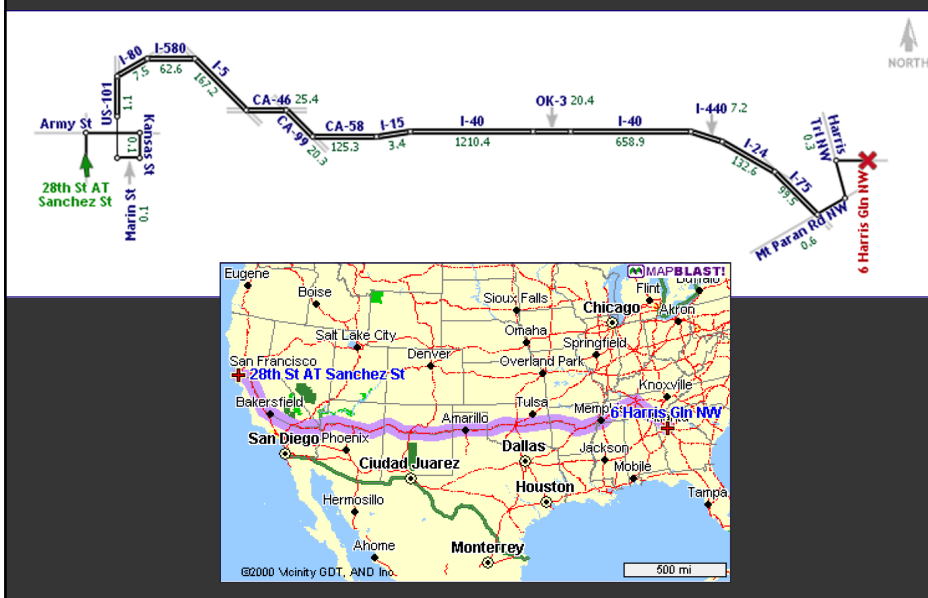 NORTH
Army St
US-101
1.1
I-80
7.5
I-580
62.6
I-5
167.2
CA-46 25.4
CA-99
20.3
CA-58
125.3
I-15
3.4
I-40
1210.4
OK-3 20.4
I-40
658.9
I-440 7.2
I-24
132.6
I-75
99.5
Mt Paran Rd NW
0.6
Harris
Trl NW
0.3
6 Harris Gln NW
Kansas St
0.1
Marin St
0.1
28th St AT
Sanchez St
MAPBLAST!
Eugene
Boise
Sioux Falls
Flint
Buffalo
Chicago
Akron
Salt Lake City
Omaha
Springfield
Denver
Overland Park
San Francisco
28th St AT Sanchez St
Knoxville
Bakersfield
Amarillo
Tulsa
Memp
6 Harris Gln NW
San Diego
Phoenix
Ciudad Juarez
Dallas
Jackson
Mobile
Houston
Tampa
Hermosillo
Ahome
Monterrey
©2000 Vicinity GDT, AND Inc
500 mi